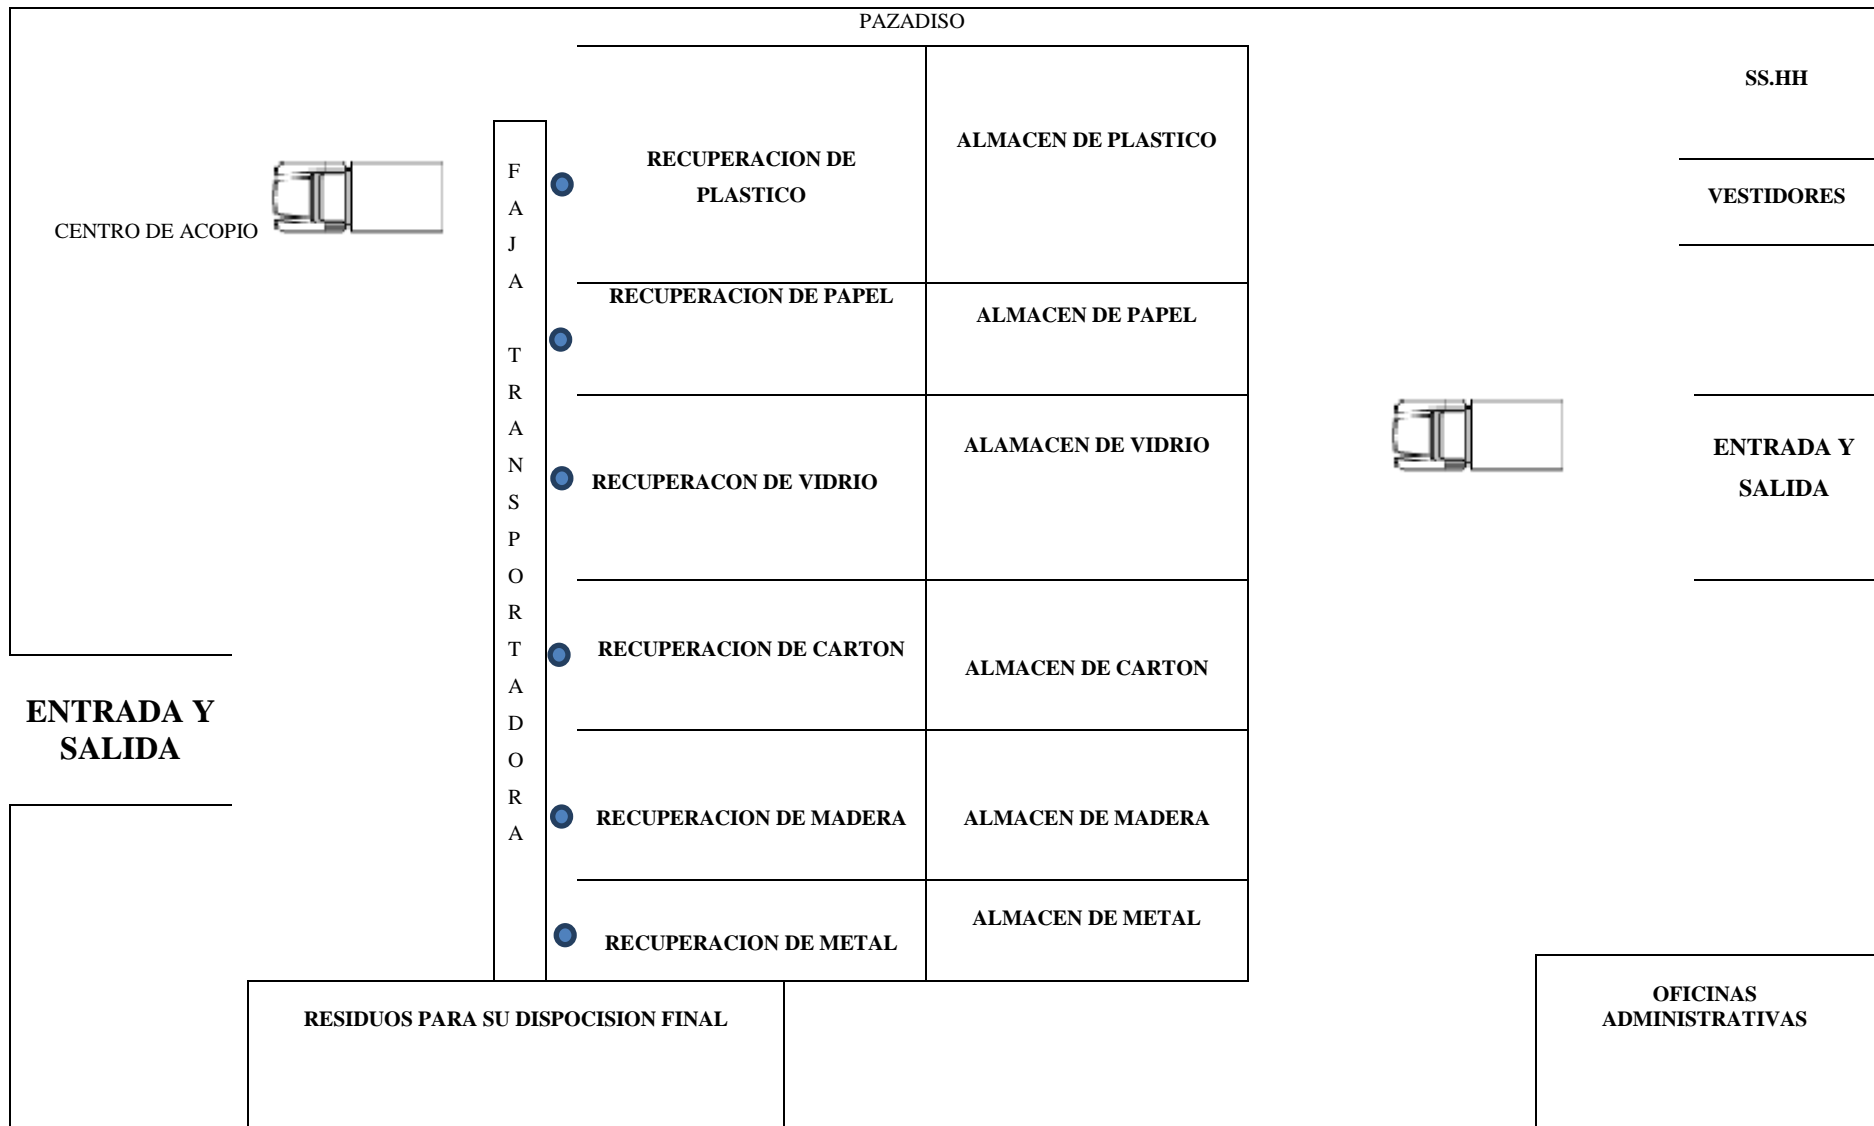 PAZADISO
SS.HH
VESTIDORES
CENTRO DE ACOPIO
F
A
J
A
T
R
A
N
S
P
O
R
T
A
D
O
R
A
RECUPERACION DE
PLASTICO
ALMACEN DE PLASTICO
RECUPERACION DE PAPEL
ALMACEN DE PAPEL
RECUPERACON DE VIDRIO
ALAMACEN DE VIDRIO
ENTRADA Y
SALIDA
RECUPERACION DE CARTON
ALMACEN DE CARTON
ENTRADA Y
SALIDA
RECUPERACION DE MADERA
ALMACEN DE MADERA
RECUPERACION DE METAL
ALMACEN DE METAL
RESIDUOS PARA SU DISPOCISION FINAL
OFICINAS
ADMINISTRATIVAS